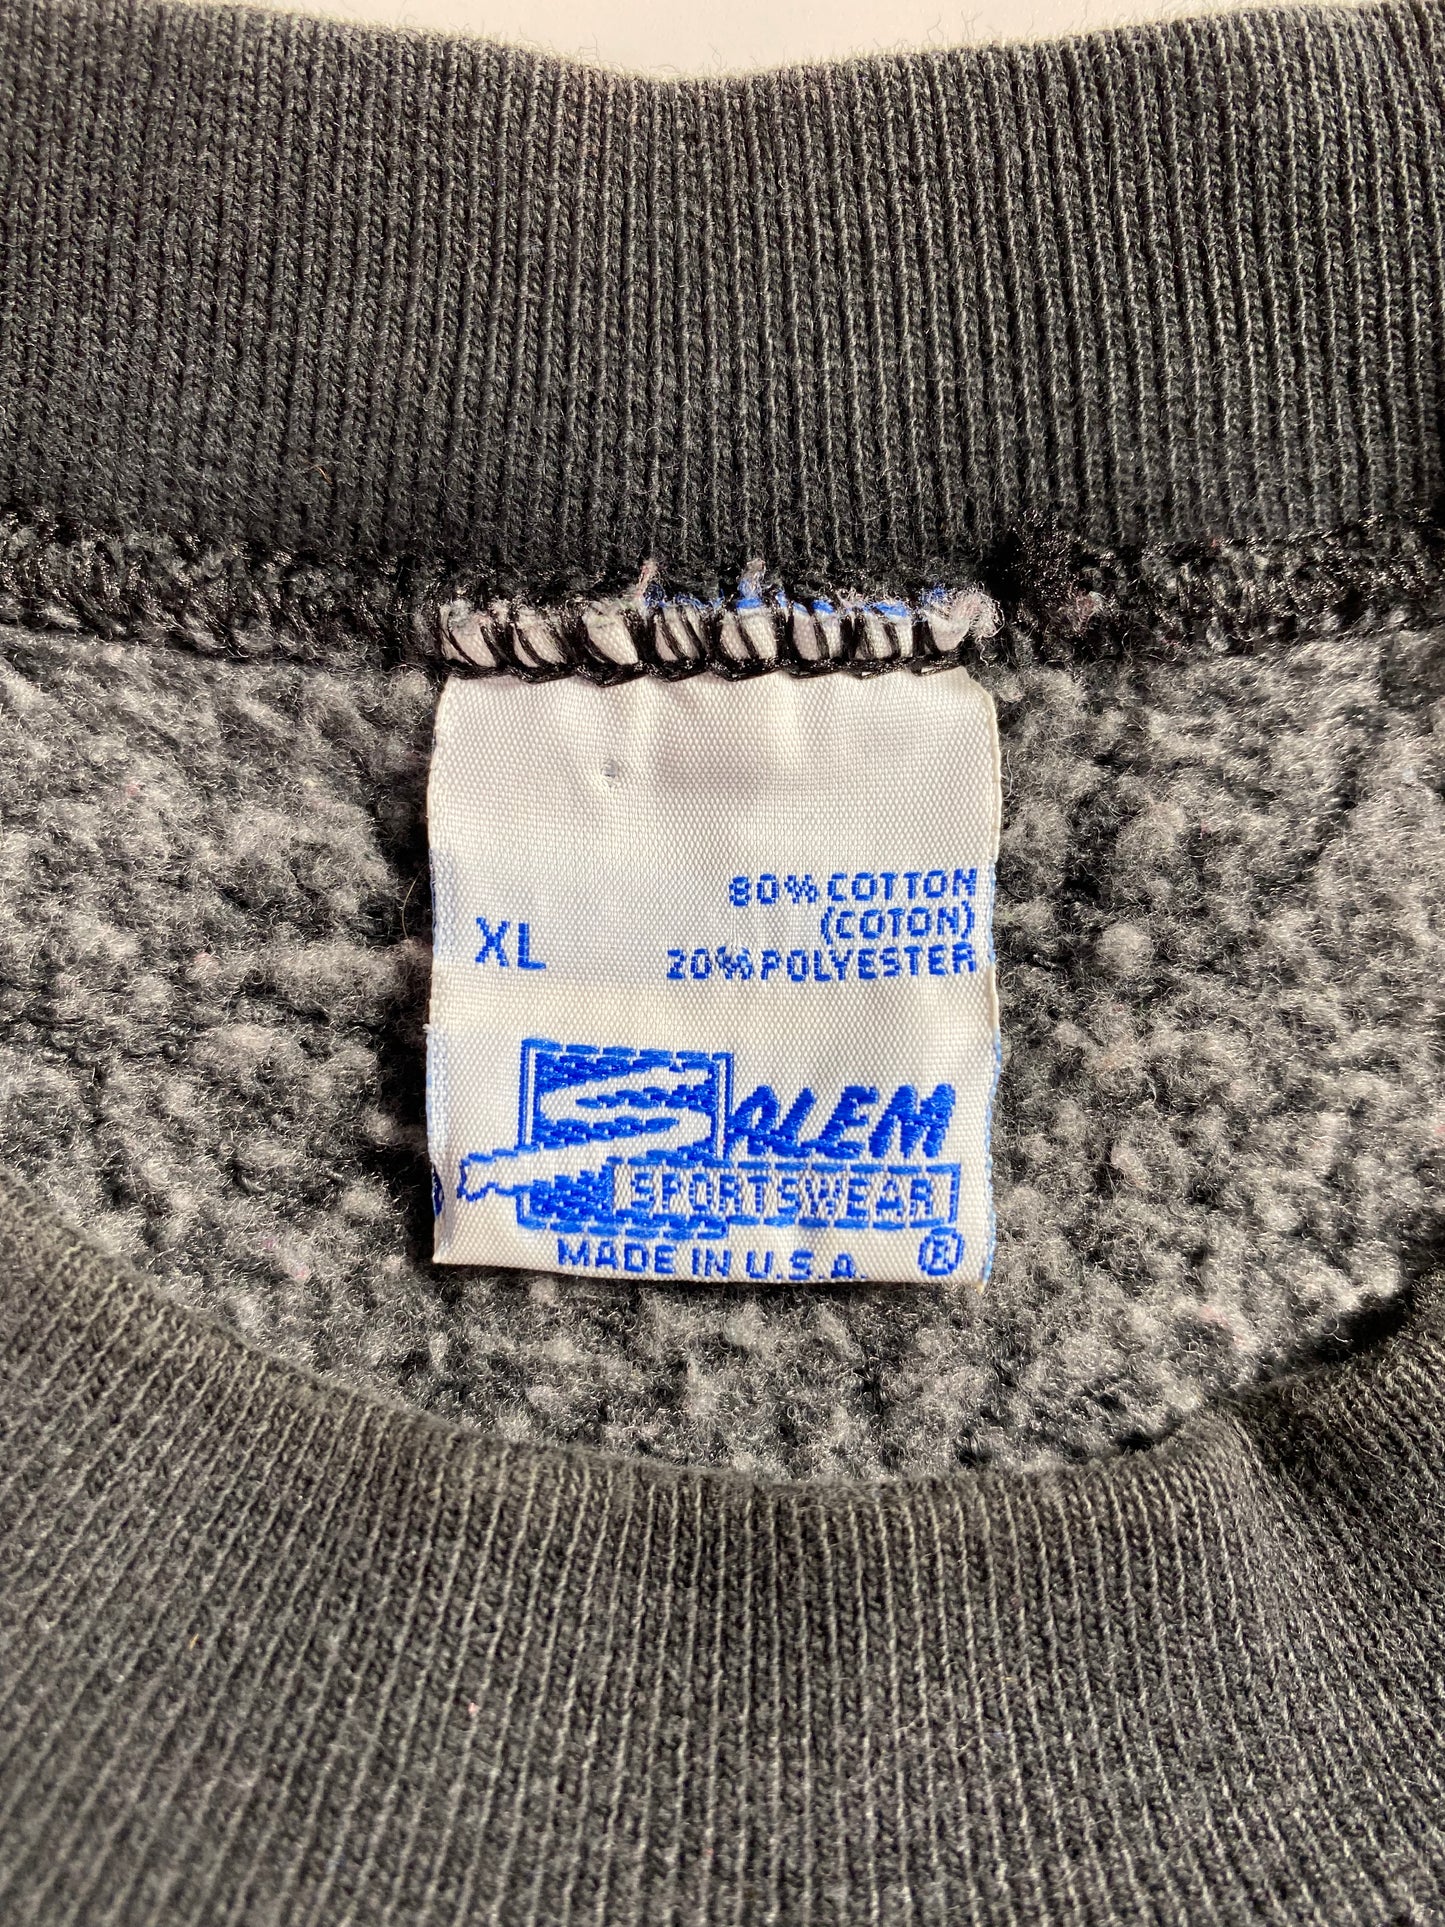 XL
80% COTTON
(COTON)
20% POLYESTER
SALEM
SPORTSWEAR
MADE IN U.S.A. ®